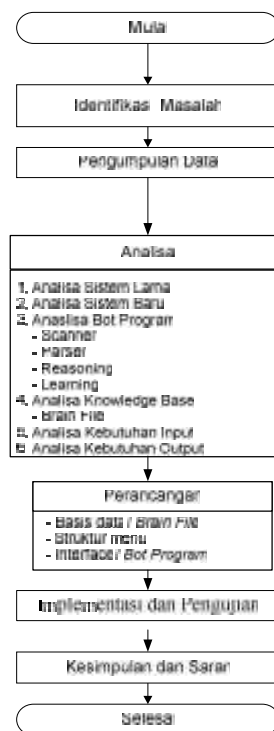 Mulai
Identifikasi Masalah
Pengumpulan Data
Analisa
1. Analisa Sistem Lama
2. Analisa Sistem Baru
3. Anaslisa Bot Program
- Scanner
- Parser
- Reasoning
- Learning
4. Analisa Knowledge Base
- Brain File
5. Analisa Kebutuhan Input
6. Analisa Kebutuhan Output
Perancangan
- Basis data / Brain File
- Struktur menu
- Interface / Bot Program
Implementasi dan Pengujian
Kesimpulan dan Saran
Selesai